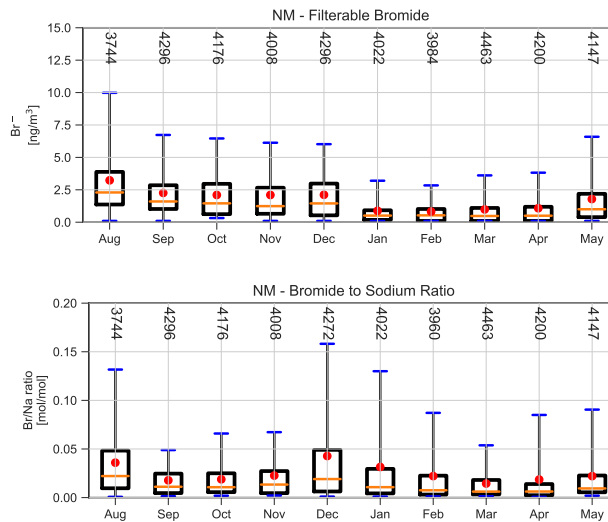 NM - Filterable Bromide
15.0
12.5
10.0
7.5
5.0
2.5
0.0
Br⁻
[ng/m³]
3744 4296 4176 4008 4296 4022 3984 4463 4200 4147
Aug Sep Oct Nov Dec Jan Feb Mar Apr May
NM - Bromide to Sodium Ratio
0.20
0.15
0.10
0.05
0.00
Br/Na ratio
[mol/mol]
3744 4296 4176 4008 4272 4022 3960 4463 4200 4147
Aug Sep Oct Nov Dec Jan Feb Mar Apr May